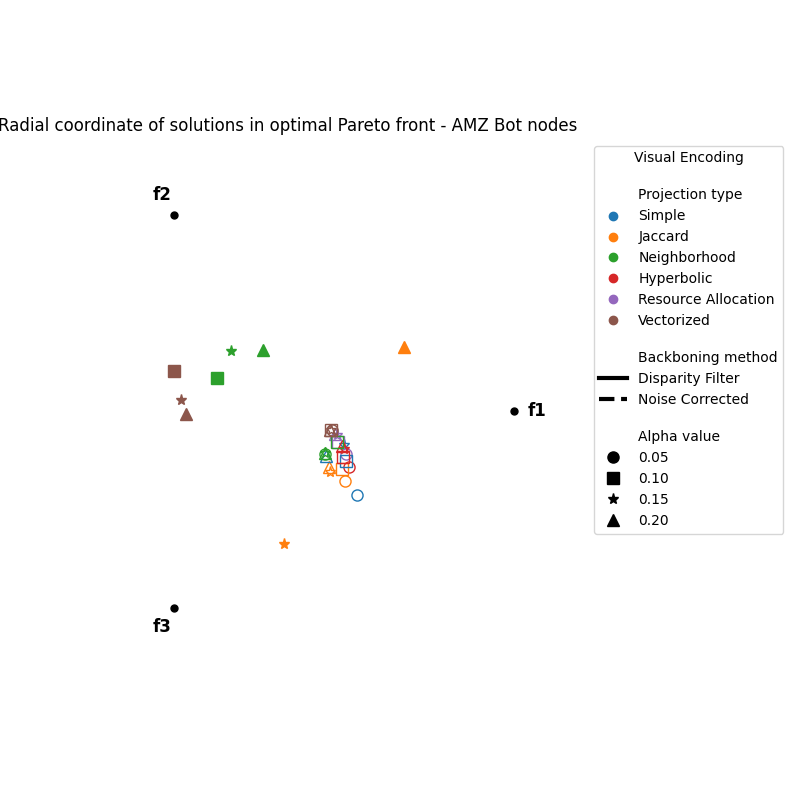 Radial coordinate of solutions in optimal Pareto front - AMZ Bot nodes
Visual Encoding
Projection type
Simple
Jaccard
Neighborhood
Hyperbolic
Resource Allocation
Vectorized
Backboning method
Disparity Filter
Noise Corrected
Alpha value
0.05
0.10
0.15
0.20
f2
f1
f3